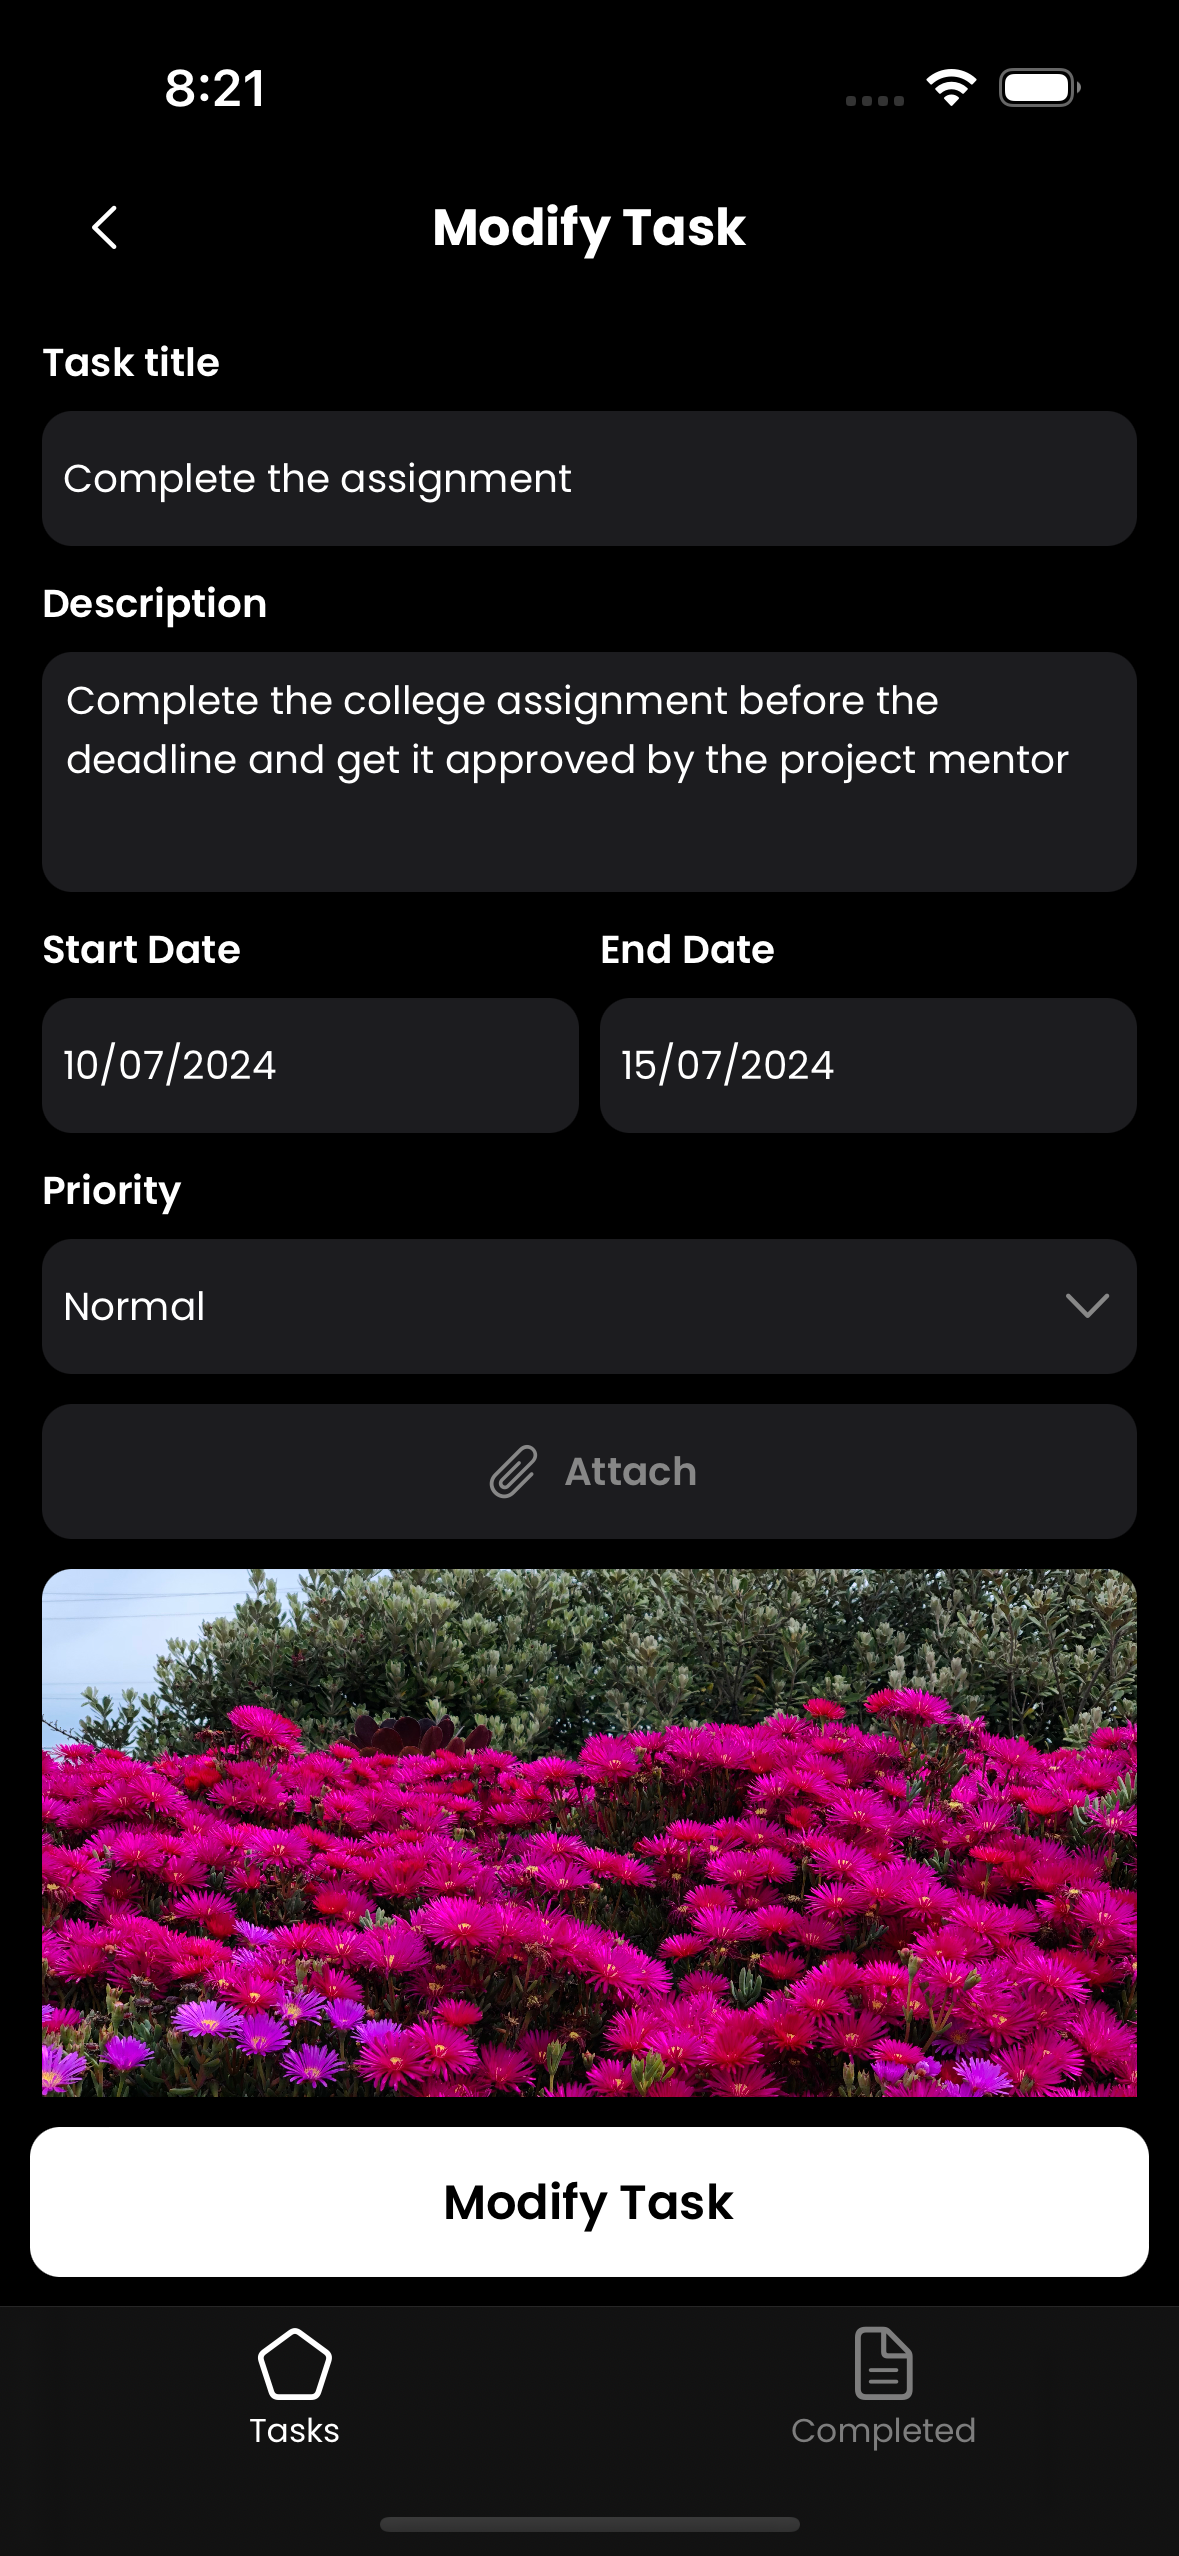 8:21
Modify Task
Task title
Complete the assignment
Description
Complete the college assignment before the
deadline and get it approved by the project mentor
Start Date
End Date
10/07/2024
15/07/2024
Priority
Normal
Attach
Modify Task
Tasks
Completed